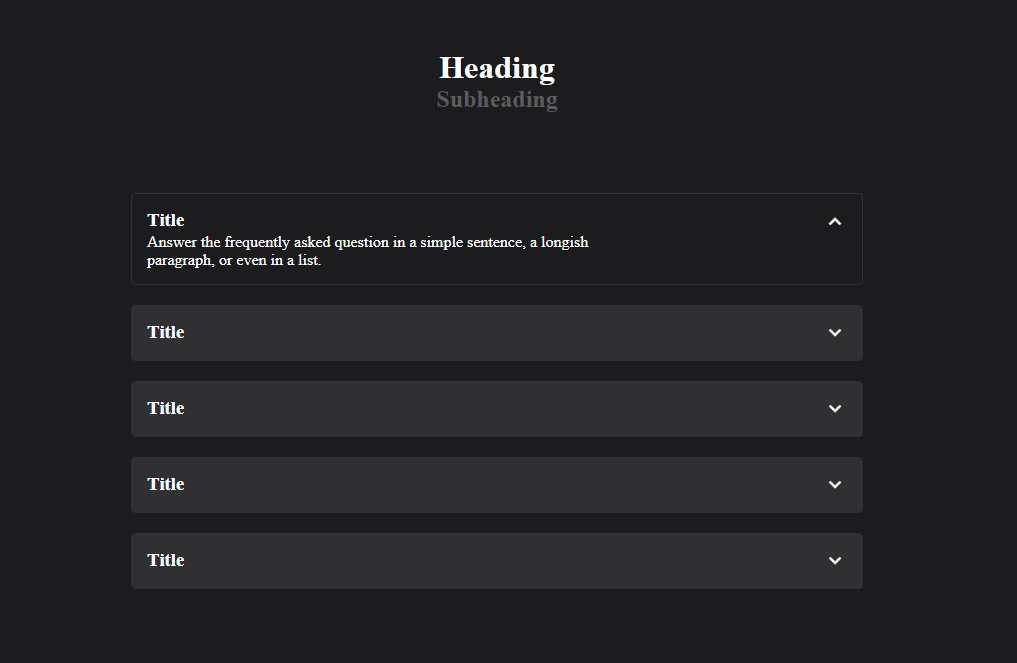 Heading
Subheading
Title
Answer the frequently asked question in a simple sentence, a longish
paragraph, or even in a list.
Title
Title
Title
Title